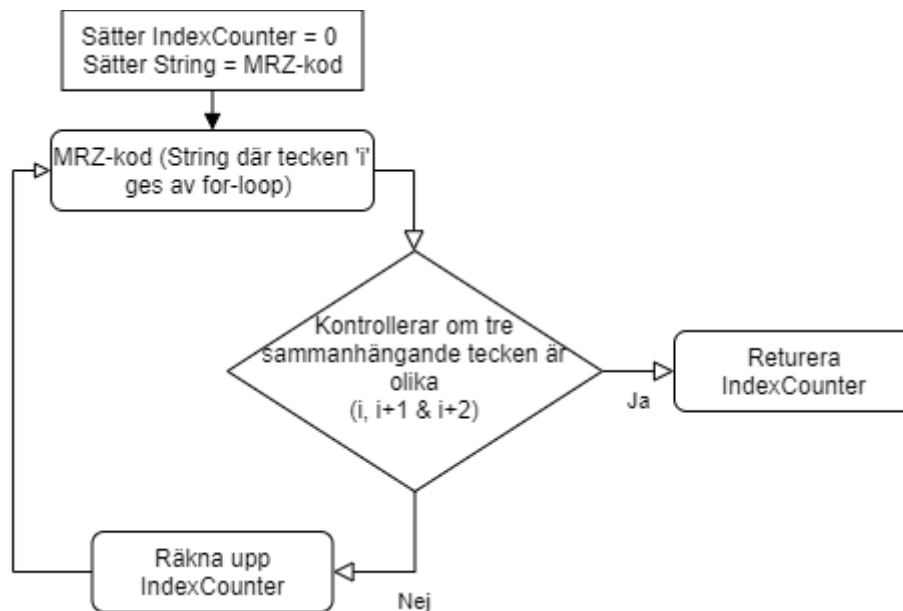 Sätter IndexCounter = 0
Sätter String = MRZ-kod
MRZ-kod (String där tecken 'i'
ges av for-loop)
Kontrollerar om tre
sammanhängande tecken är
olika
(i, i+1 & i+2)
Ja
Returera
IndexCounter
Räkna upp
IndexCounter
Nej